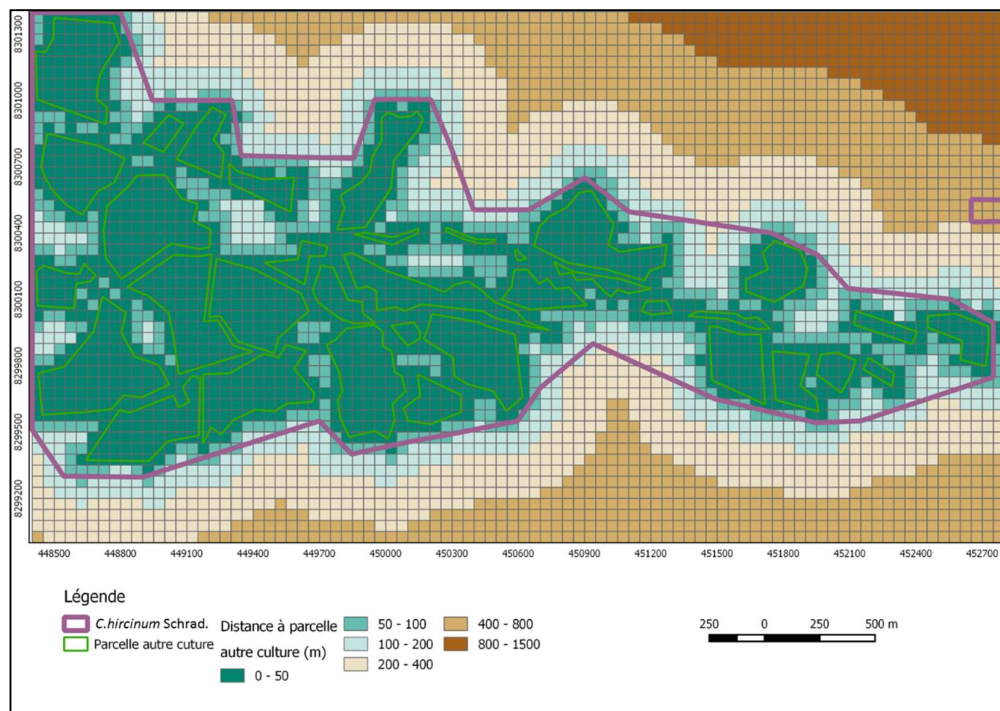 8301300
8301000
8300700
8300400
8300100
8299800
8299500
8299200
448500 448800 449100 449400 449700 450000 450300 450600 450900 451200 451500 451800 452100 452400 452700
Légende
C.hircinum Schrad.
Parcelle autre cuture
Distance à parcelle
autre culture (m)
0 - 50
50 - 100
100 - 200
200 - 400
400 - 800
800 - 1500
250 0 250 500 m